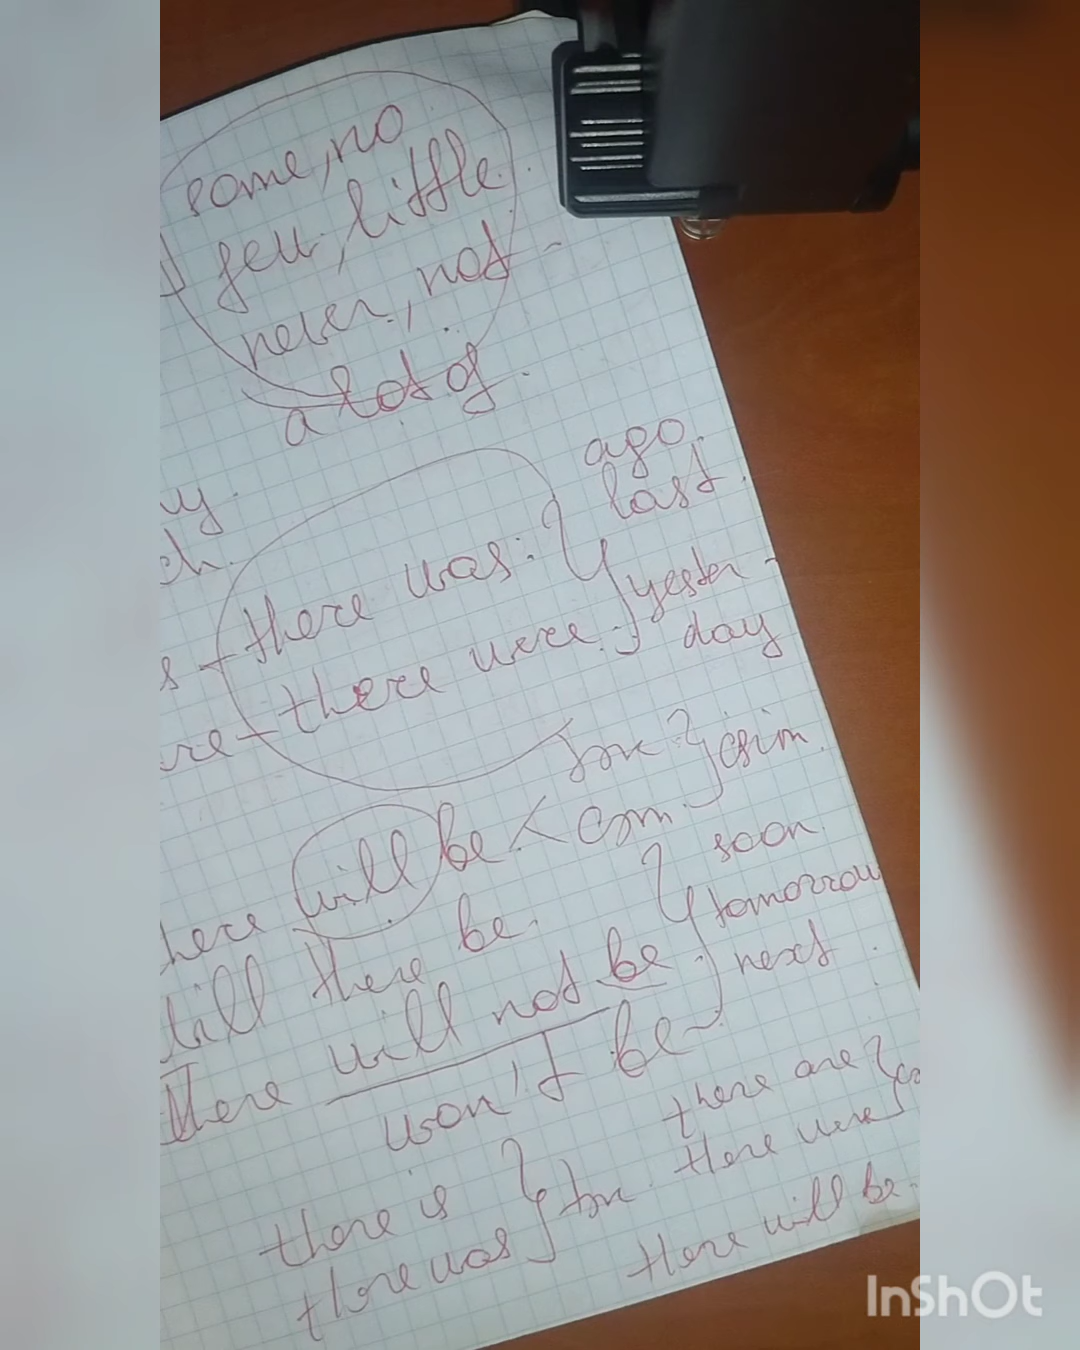 some, no
few, little.
never, not -
a lot of.
ago.
last.
there was.
yester -
day
there were.
will be < cəm.
soon
tomorrow
next.
there be.
will not be
there
won't be
there are
there were
there is
there was
there will be.
InShOt